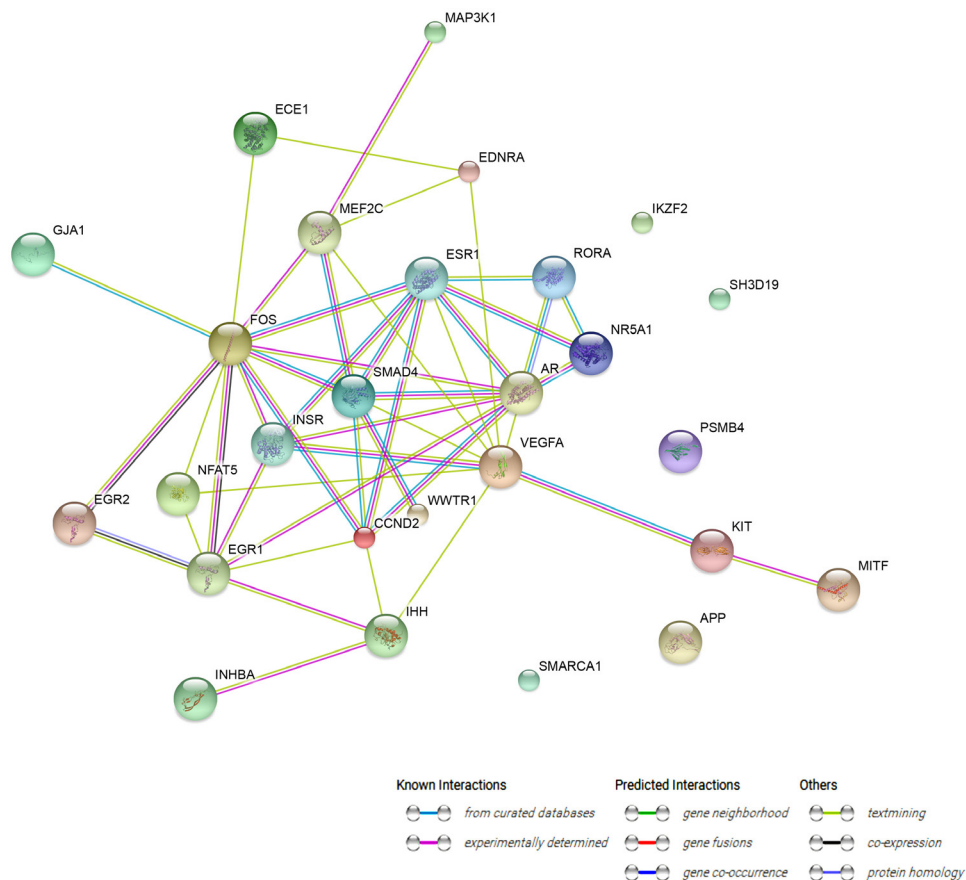 MAP3K1
ECE1
EDNRA
MEF2C
IKZF2
GJA1
ESR1
RORA
SH3D19
FOS
NR5A1
SMAD4
AR
INSR
PSMB4
VEGFA
NFAT5
EGR2
WWTR1
CCND2
KIT
EGR1
MITF
IHH
APP
INHBA
SMARCA1
Known Interactions
from curated databases
experimentally determined
Predicted Interactions
gene neighborhood
gene fusions
gene co-occurrence
Others
textmining
co-expression
protein homology